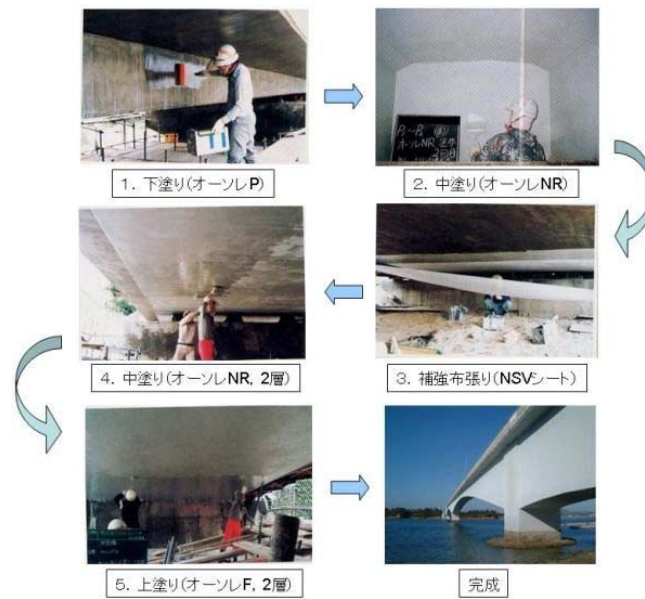 1. 下塗り(オーソレP)
2. 中塗り(オーソレNR)
3. 補強布張り(NSVシート)
4. 中塗り(オーソレNR, 2層)
5. 上塗り(オーソレF, 2層)
完成